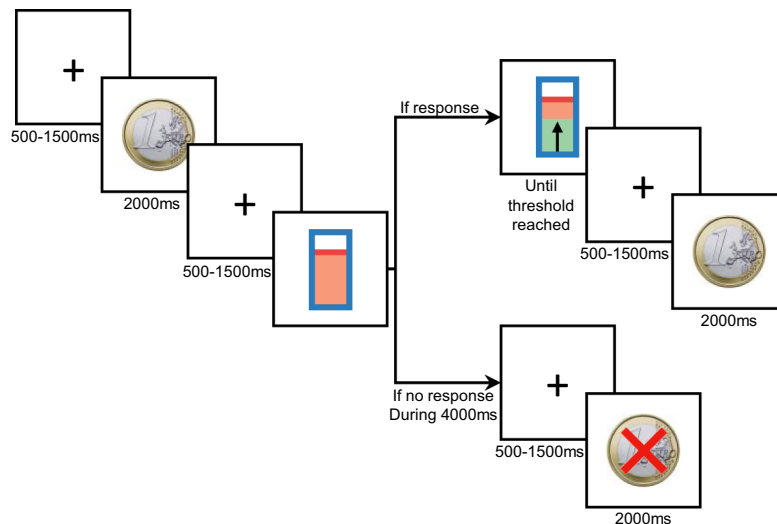 500-1500ms
2000ms
500-1500ms
If response
Until
threshold
reached
500-1500ms
2000ms
If no response
During 4000ms
500-1500ms
2000ms